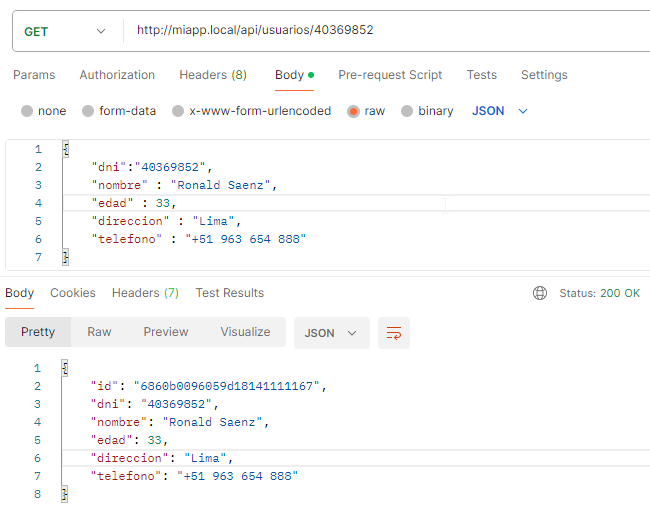 GET http://miapp.local/api/usuarios/40369852
Params Authorization Headers (8) Body Pre-request Script Tests Settings
none form-data x-www-form-urlencoded raw binary JSON
1 {
2 "dni":"40369852",
3 "nombre" : "Ronald Saenz",
4 "edad" : 33,
5 "direccion" : "Lima",
6 "telefono" : "+51 963 654 888"
7 }
Body Cookies Headers (7) Test Results Status: 200 OK
Pretty Raw Preview Visualize JSON
1 {
2 "id": "6860b0096059d18141111167",
3 "dni": "40369852",
4 "nombre": "Ronald Saenz",
5 "edad": 33,
6 "direccion": "Lima",
7 "telefono": "+51 963 654 888"
8 }